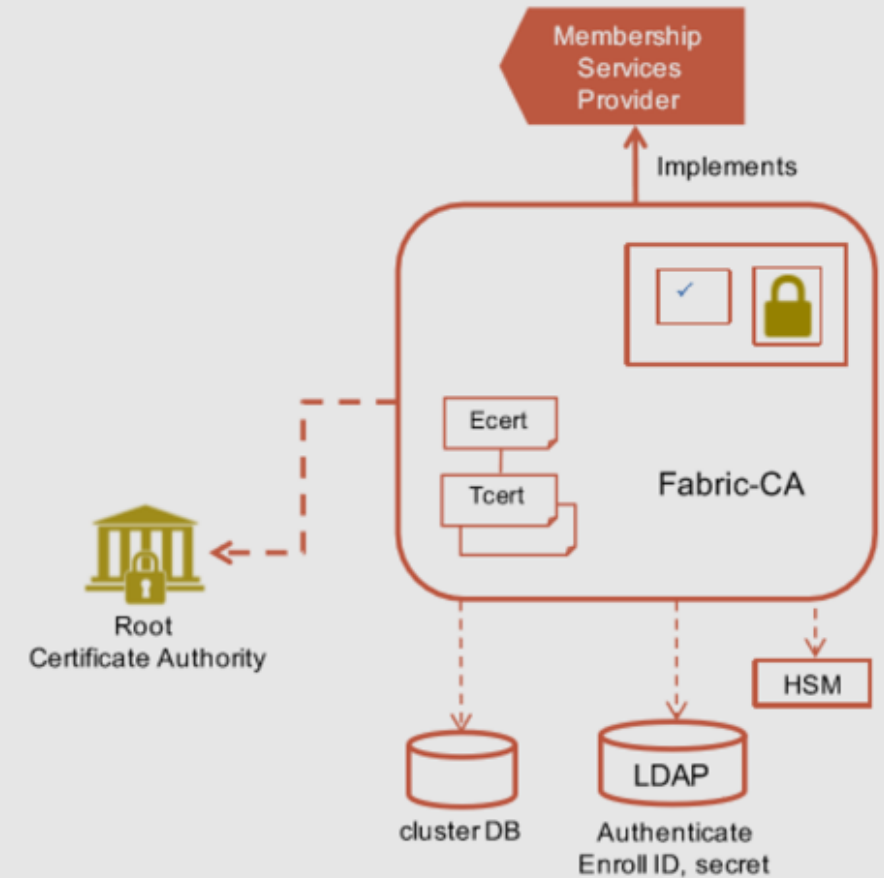 Membership
Services
Provider
Implements
Ecert
Tcert
Fabric-CA
Root
Certificate Authority
HSM
LDAP
cluster DB
Authenticate
Enroll ID, secret